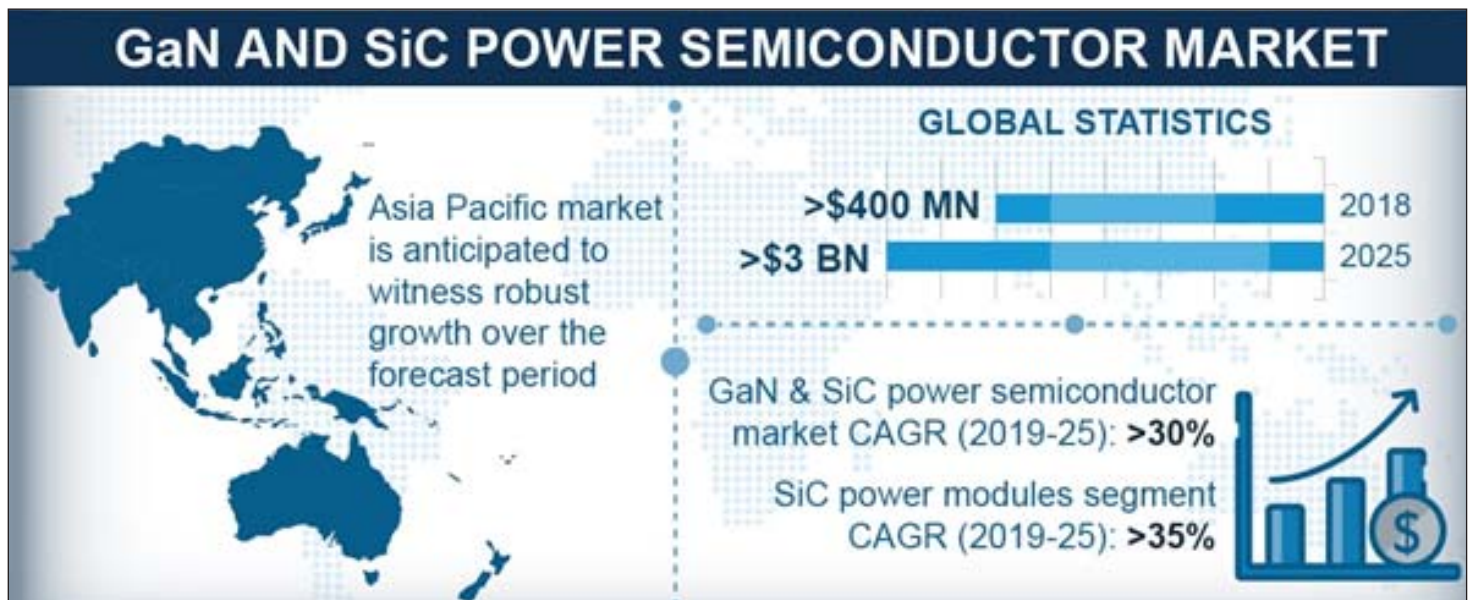 GaN AND SiC POWER SEMICONDUCTOR MARKET
Asia Pacific market
is anticipated to
witness robust
growth over the
forecast period
GLOBAL STATISTICS
>$400 MN 2018
>$3 BN 2025
GaN & SiC power semiconductor
market CAGR (2019-25): >30%
SiC power modules segment
CAGR (2019-25): >35%
$